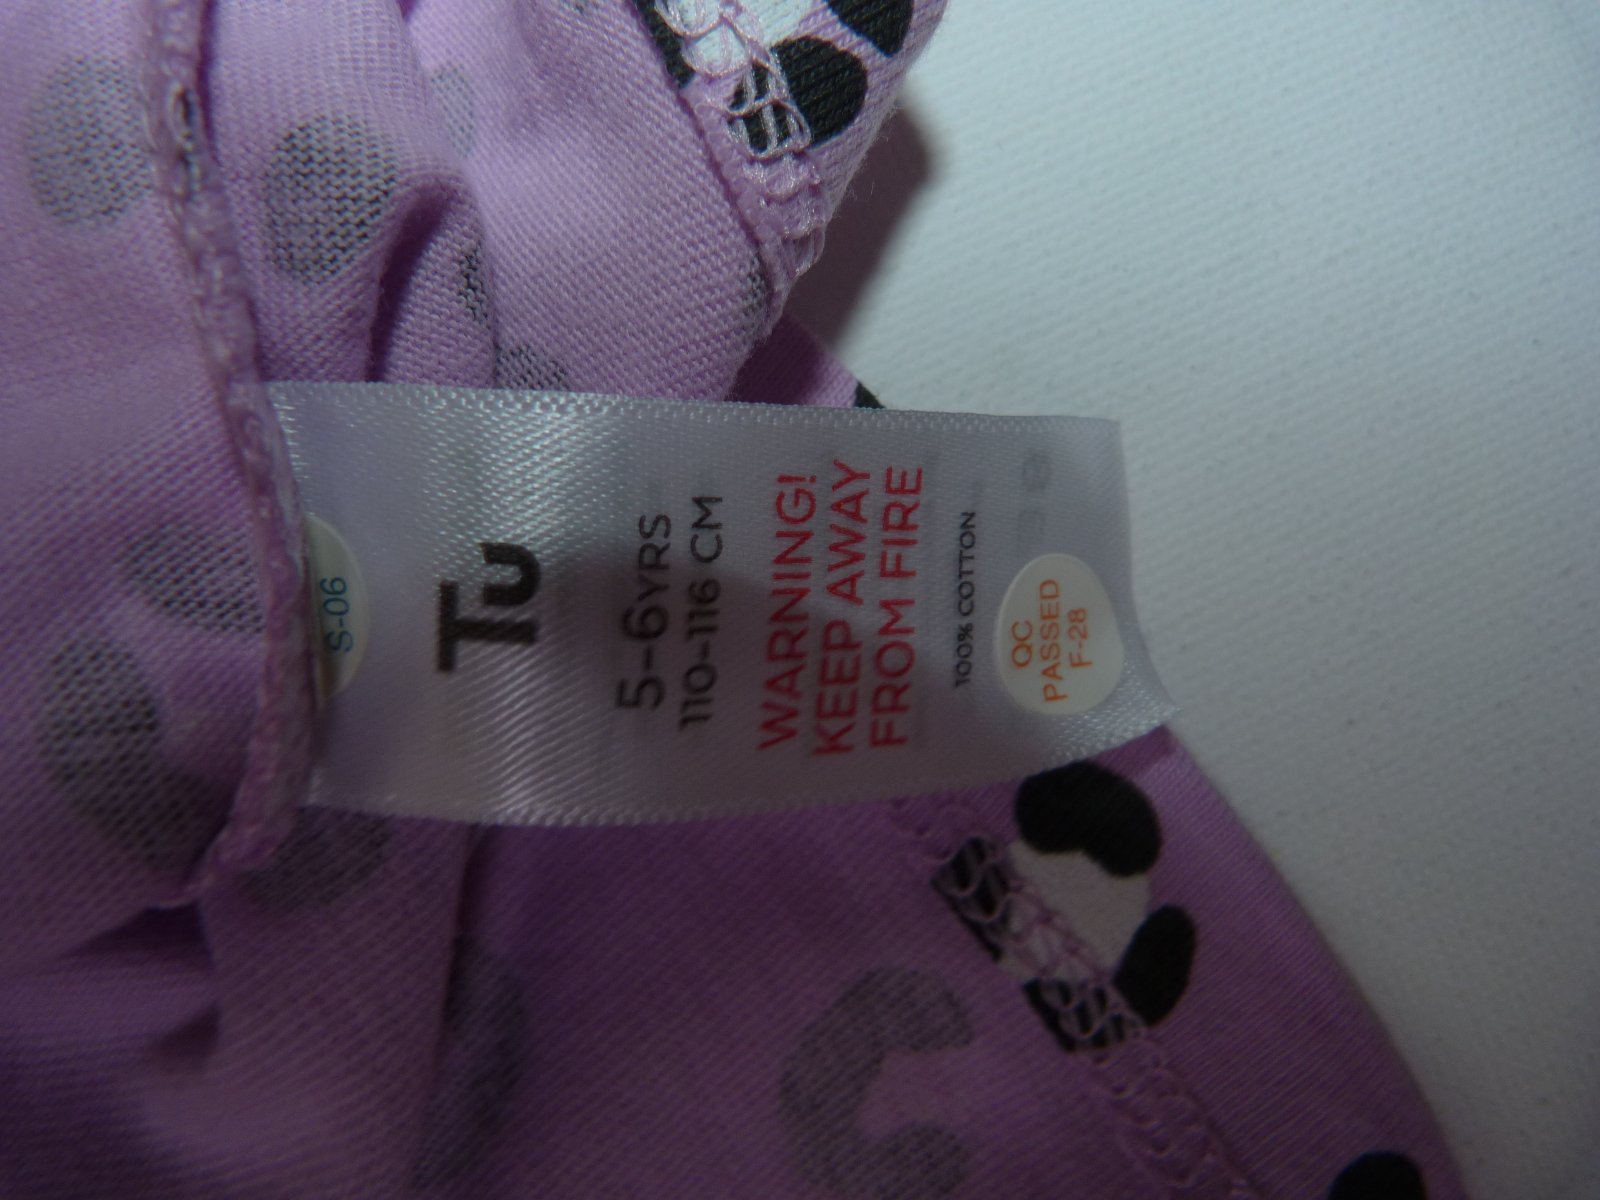 S-06
Tu
5-6YRS
110-116 CM
WARNING!
KEEP AWAY
FROM FIRE
100% COTTON
QC
PASSED
F-28